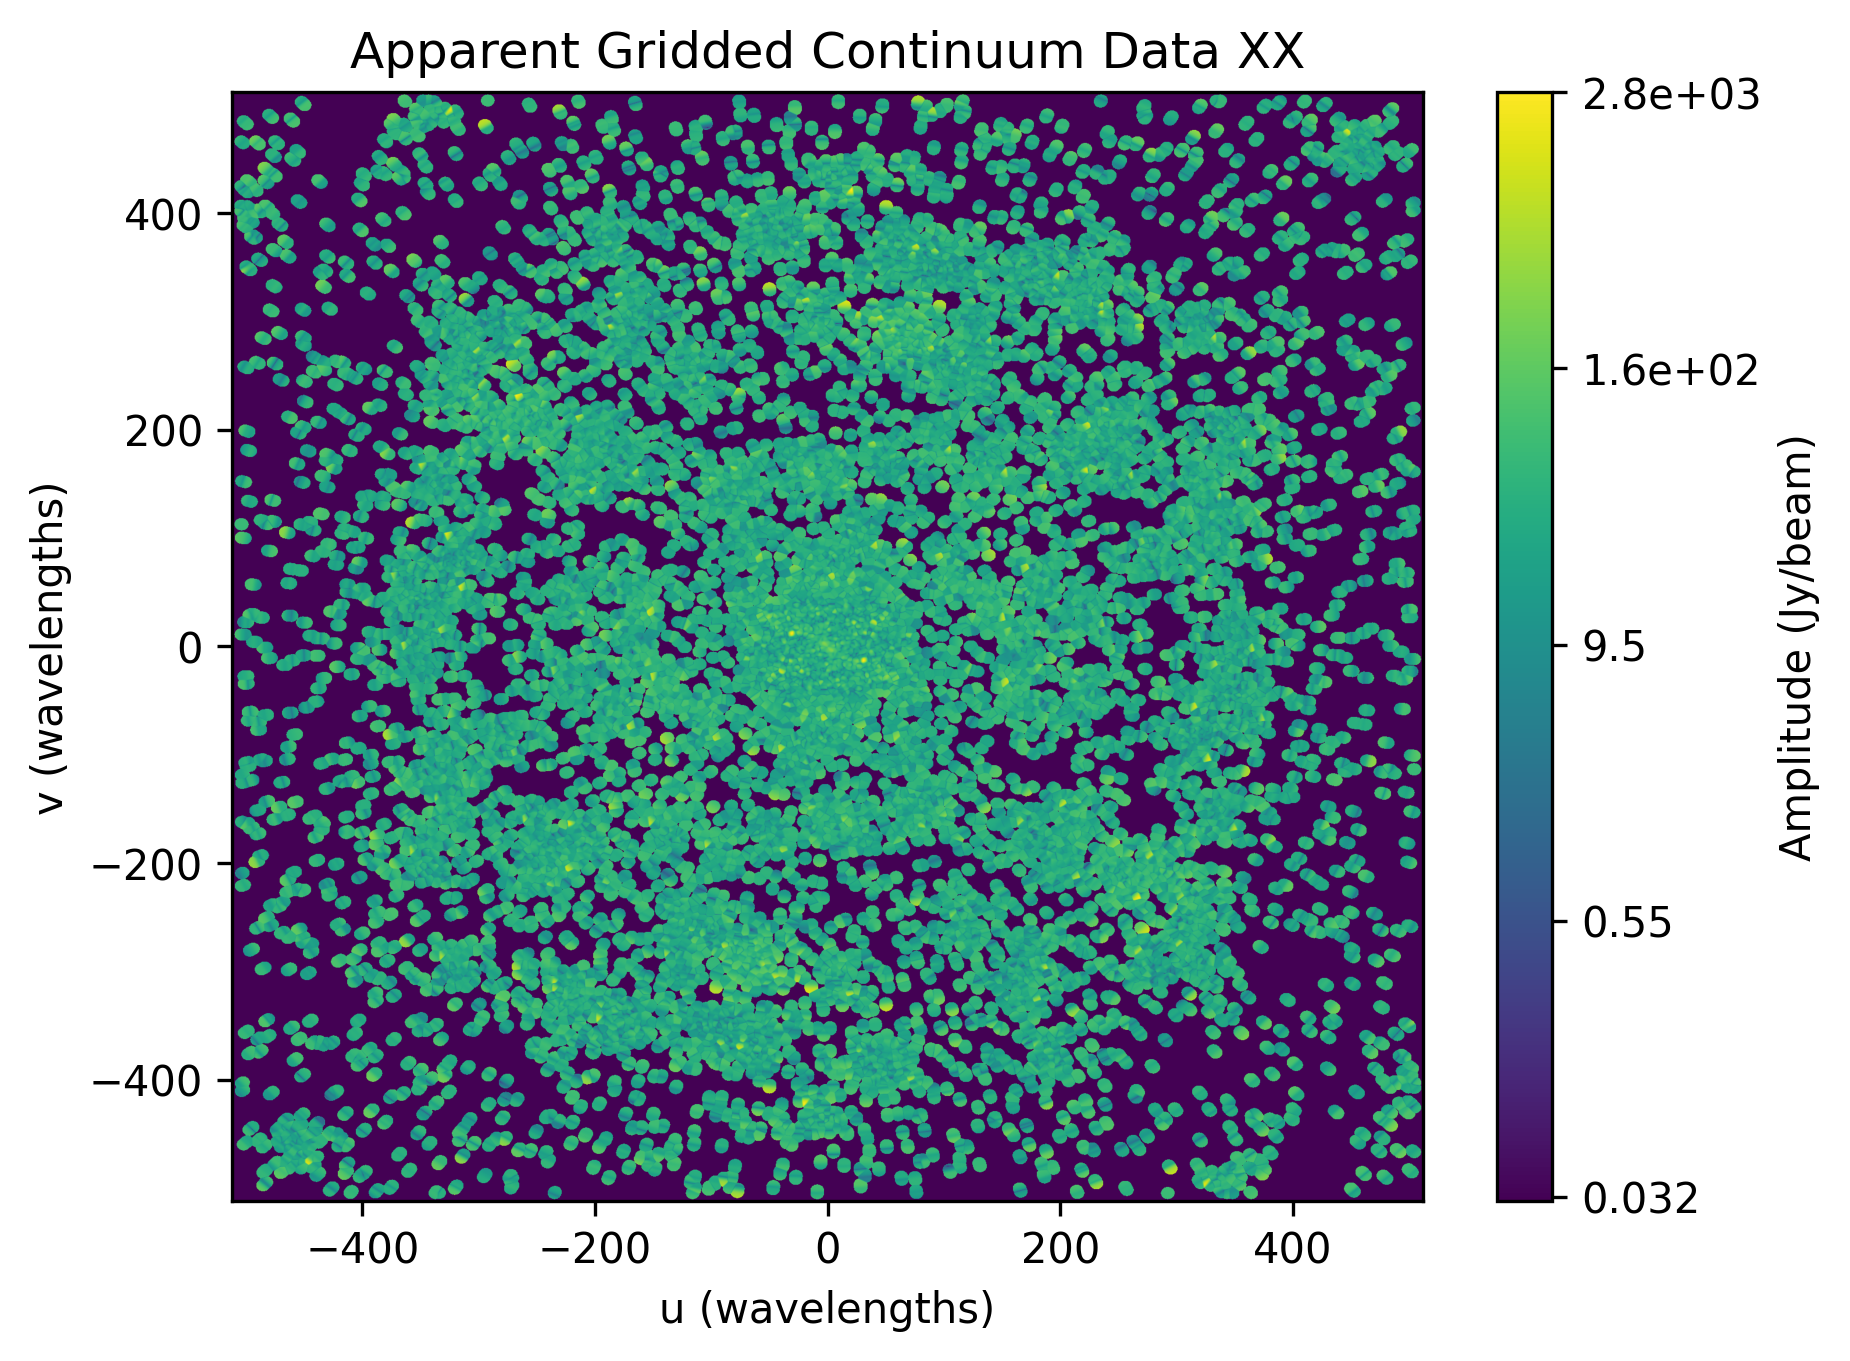 Apparent Gridded Continuum Data XX
v (wavelengths)
400
200
0
−200
−400
−400
−200
0
200
400
u (wavelengths)
2.8e+03
1.6e+02
9.5
0.55
0.032
Amplitude (Jy/beam)